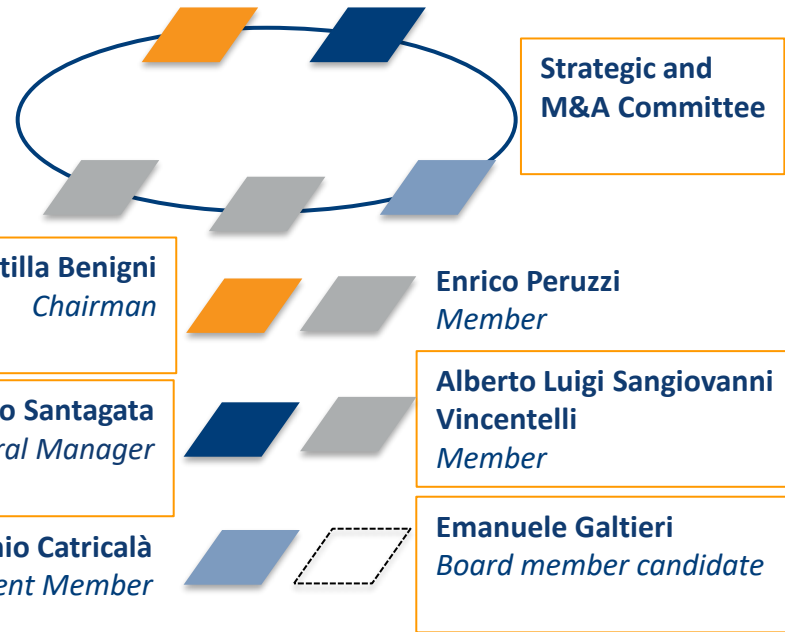 Strategic and
M&A Committee
tilla Benigni
Chairman
Enrico Peruzzi
Member
o Santagata
ral Manager
Alberto Luigi Sangiovanni
Vincentelli
Member
io Catricalà
ent Member
Emanuele Galtieri
Board member candidate